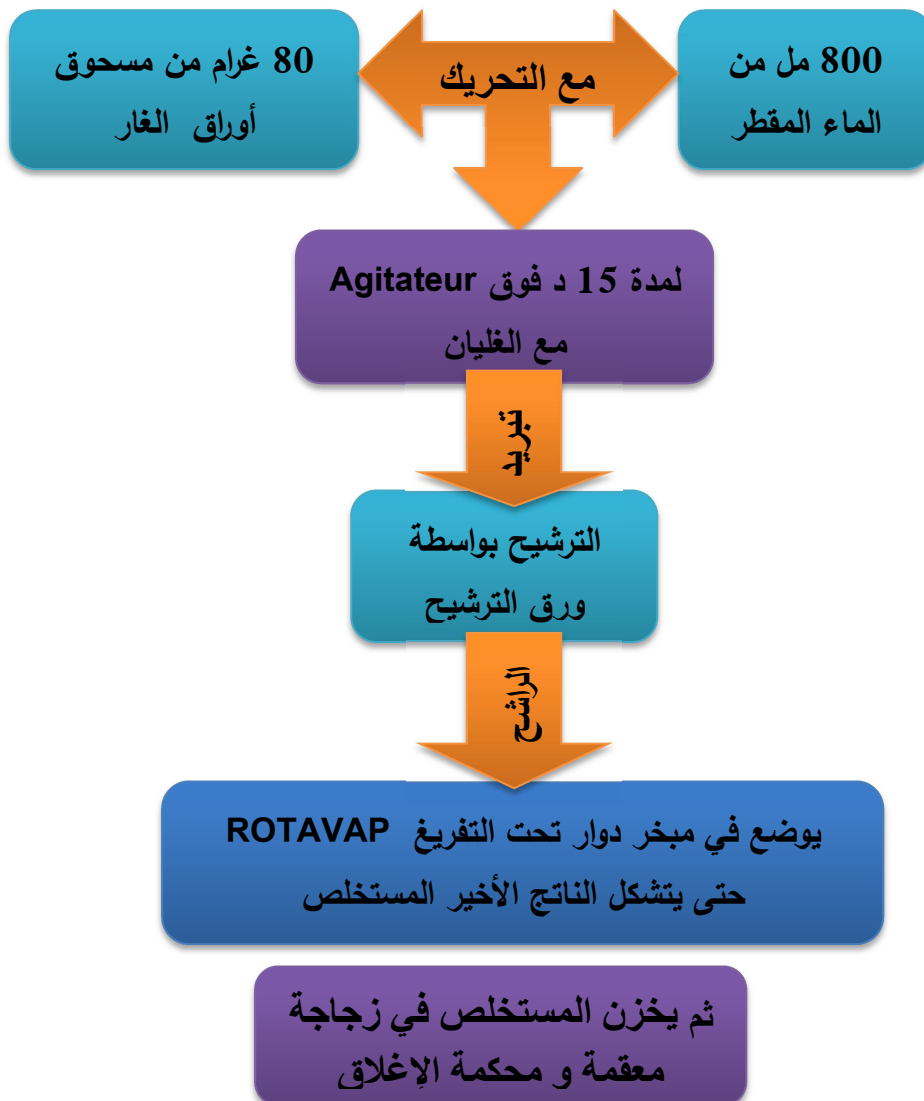 800 مل من
الماء المقطر
مع التحريك
80 غرام من مسحوق
أوراق الغار
لمدة 15 د فوق Agitateur
مع الغليان
تبريد
الترشيح بواسطة
ورق الترشيح
الراشح
يوضع في مبخر دوار تحت التفريغ ROTAVAP
حتى يتشكل الناتج الأخير المستخلص
ثم يخزن المستخلص في زجاجة
معقمة و محكمة الإغلاق